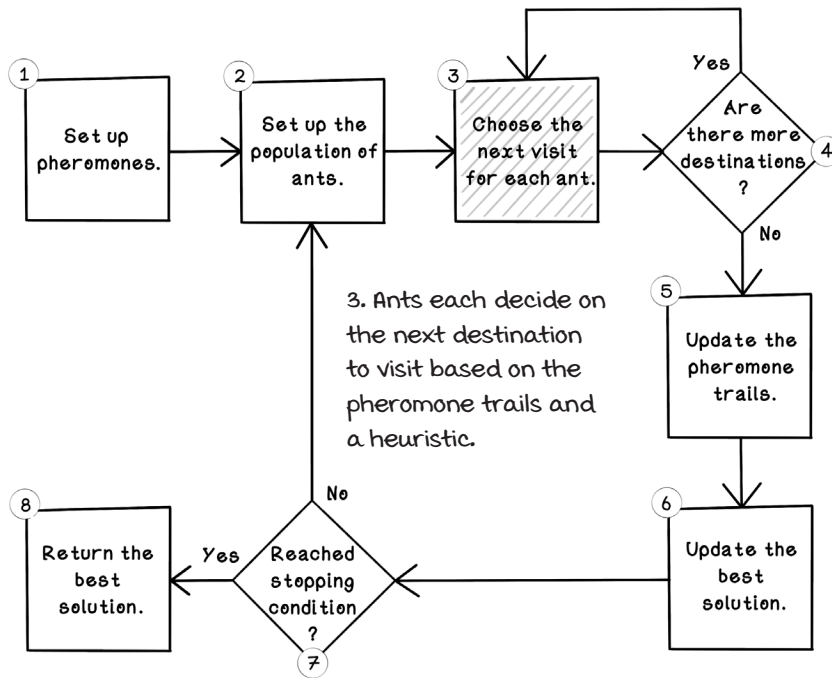 1
Set up
pheromones.
2
Set up the
population of
ants.
3
Choose the
next visit
for each ant.
Yes
Are
there more
destinations
?
4
No
3. Ants each decide on
the next destination
to visit based on the
pheromone trails and
a heuristic.
5
Update the
pheromone
trails.
6
Update the
best
solution.
No
Reached
stopping
condition
?
7
Yes
8
Return the
best
solution.